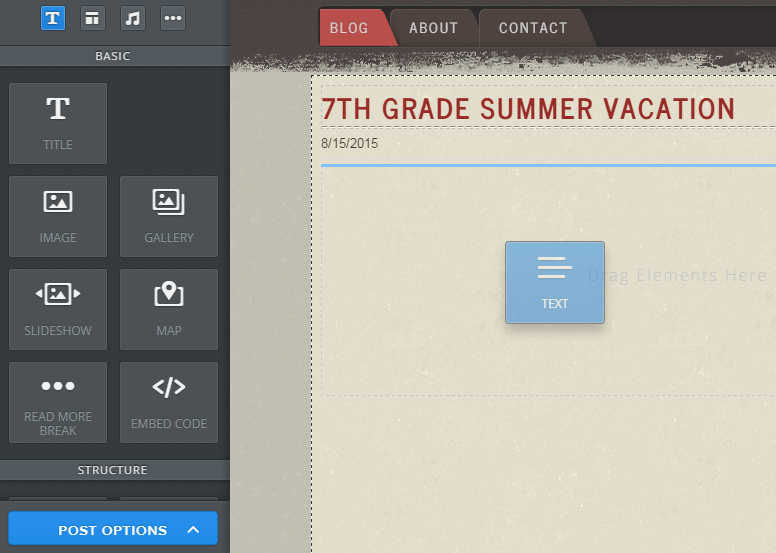 T
BASIC
T
TITLE
IMAGE
GALLERY
SLIDESHOW
MAP
READ MORE
BREAK
</>
EMBED CODE
STRUCTURE
POST OPTIONS
BLOG
ABOUT
CONTACT
7TH GRADE SUMMER VACATION
8/15/2015
Drag Elements Here
TEXT